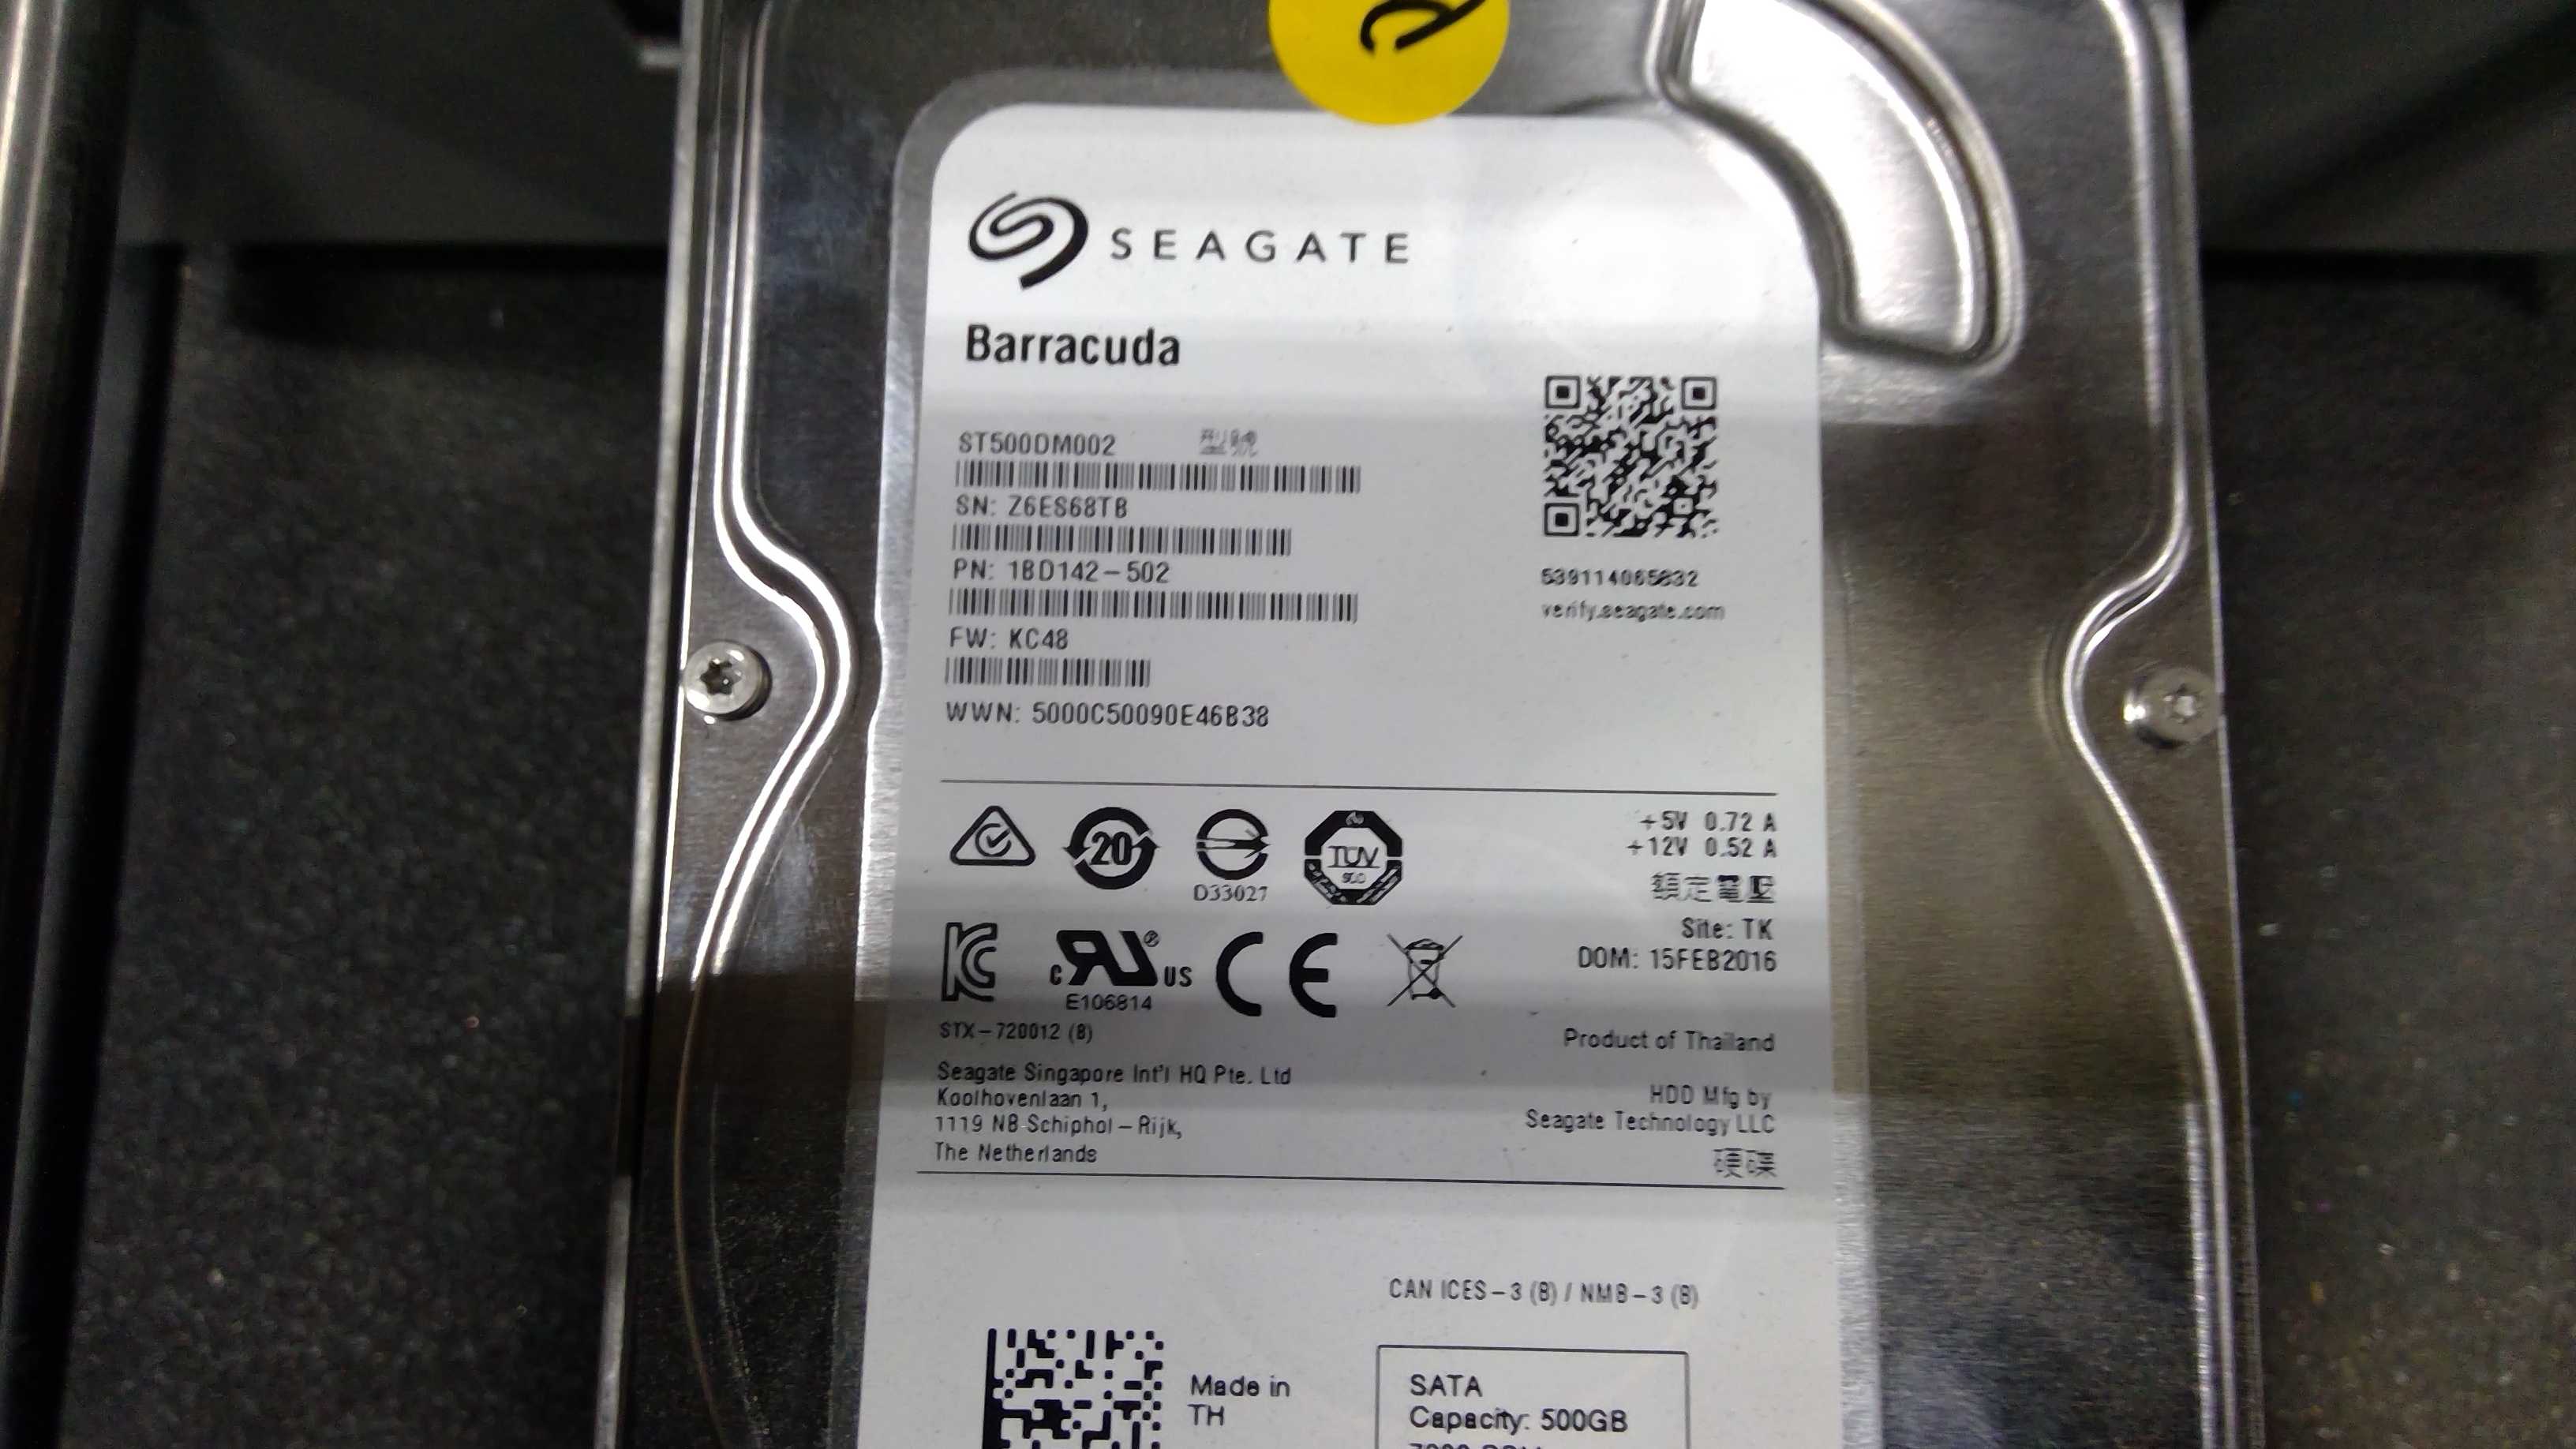 SEAGATE
Barracuda
ST500DM002 型號
SN: Z6ES68TB
PN: 1BD142-502
FW: KC48
WWN: 5000C50090E46B38
539114065832
verify.seagate.com
20
D33027
TÜV
SÜD
+5V 0.72 A
+12V 0.52 A
額定電壓
Site: TK
DOM: 15FEB2016
c RU ® US
E106814
CE
STX-720012 (B)
Product of Thailand
Seagate Singapore Int'l HQ Pte. Ltd
Koolhovenlaan 1,
1119 NB Schiphol-Rijk,
The Netherlands
HDD Mfg by
Seagate Technology LLC
硬碟
CAN ICES-3 (B) / NMB-3 (B)
Made in
TH
SATA
Capacity: 500GB